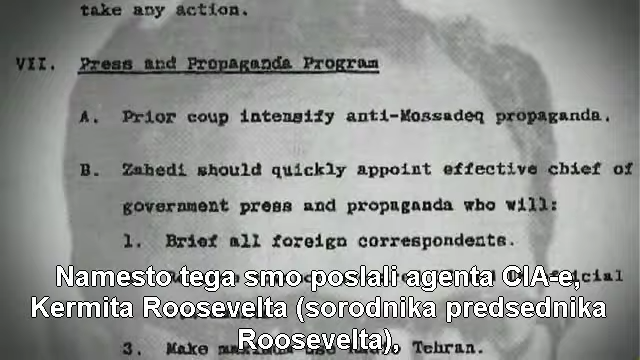 take any action.
VII. Press and Propaganda Program
A. Prior coup intensify anti-Mossadeq propaganda.
B. Zahedi should quickly appoint effective chief of
government press and propaganda who will:
1. Brief all foreign correspondents.
Namesto tega smo poslali agenta CIA-e,
Kermita Roosevelta (sorodnika predsednika
Roosevelta),
3. Make Tehran.